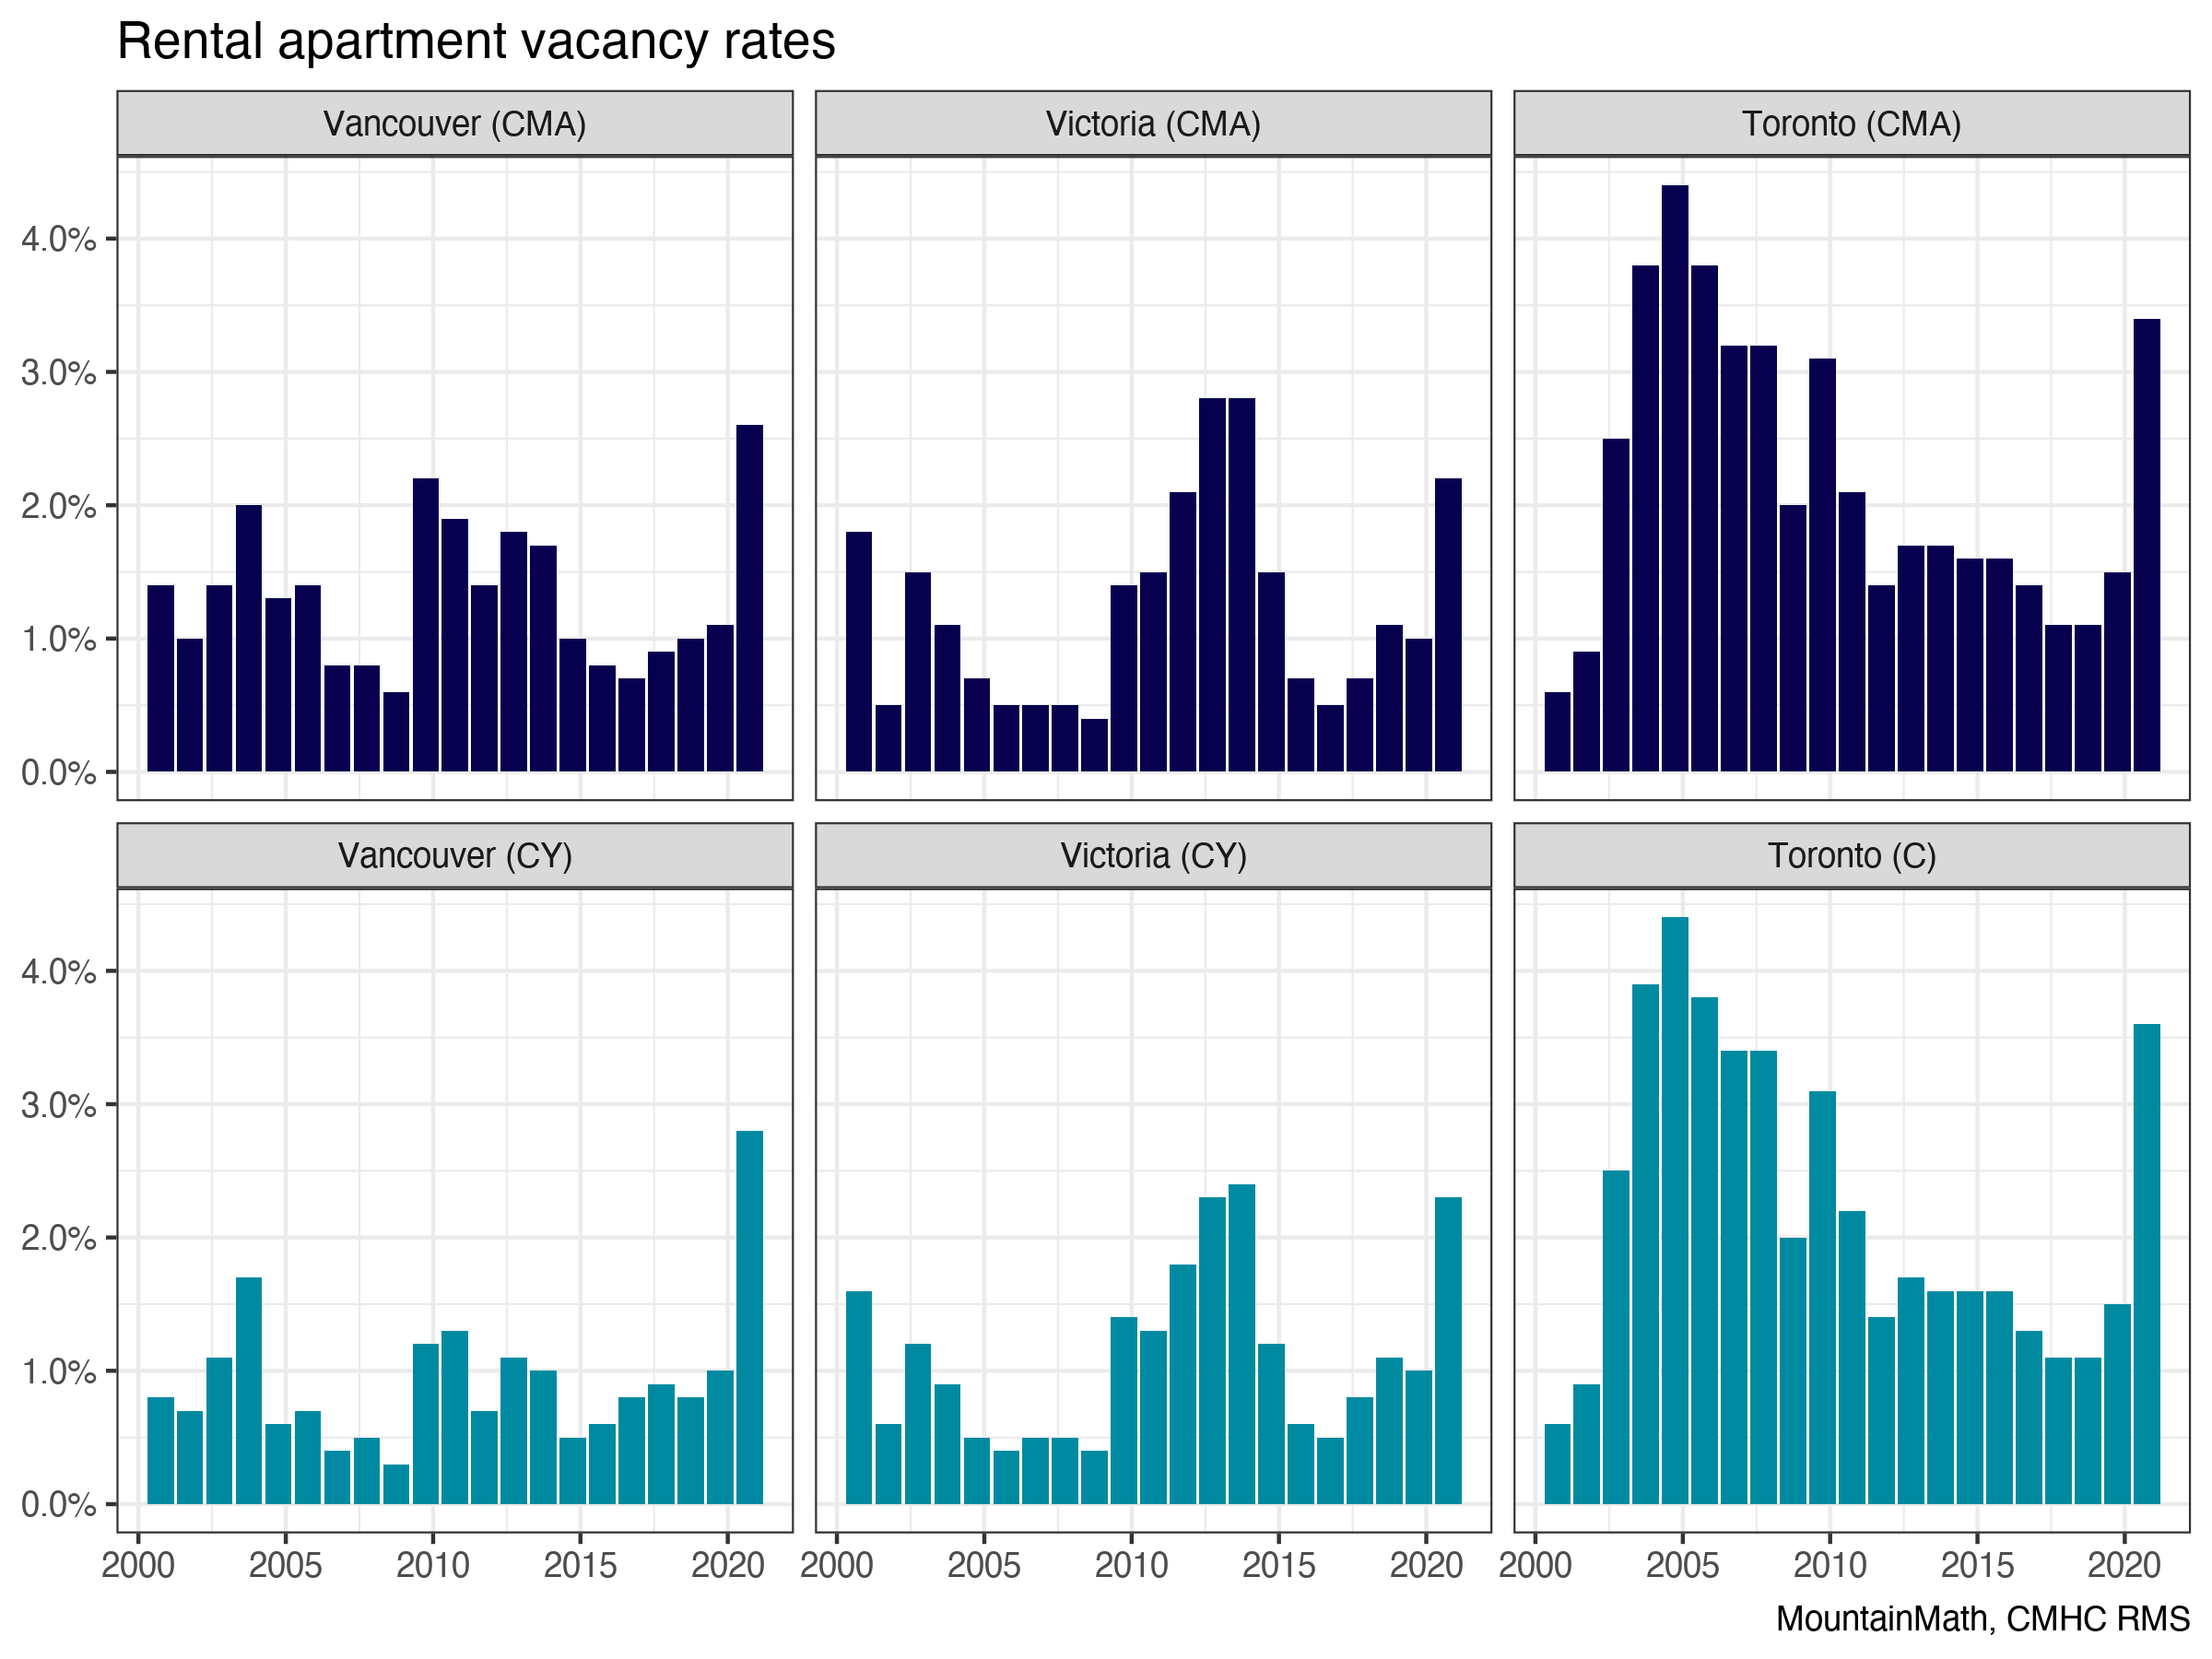 Rental apartment vacancy rates
Vancouver (CMA) Victoria (CMA) Toronto (CMA)
4.0%
3.0%
2.0%
1.0%
0.0%
Vancouver (CY) Victoria (CY) Toronto (C)
4.0%
3.0%
2.0%
1.0%
0.0%
2000 2005 2010 2015 2020 2000 2005 2010 2015 2020 2000 2005 2010 2015 2020
MountainMath, CMHC RMS